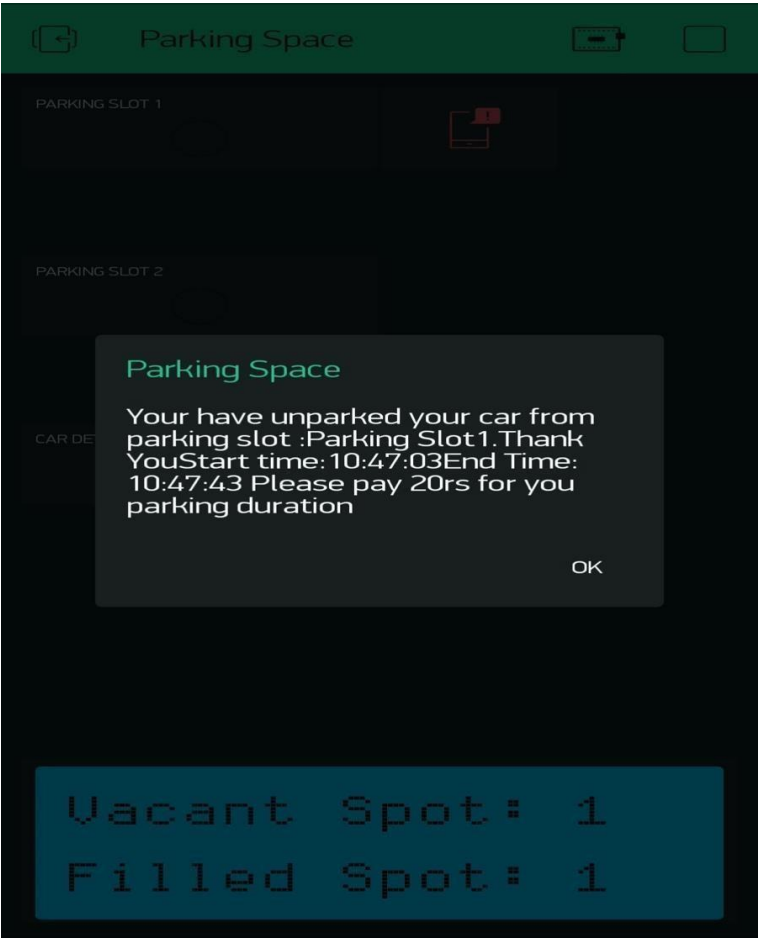 Parking Space
PARKING SLOT 1
PARKING SLOT 2
CAR DE
Parking Space
Your have unparked your car from
parking slot :Parking Slot1.Thank
YouStart time:10:47:03End Time:
10:47:43 Please pay 20rs for you
parking duration
OK
Vacant Spot: 1
Filled Spot: 1